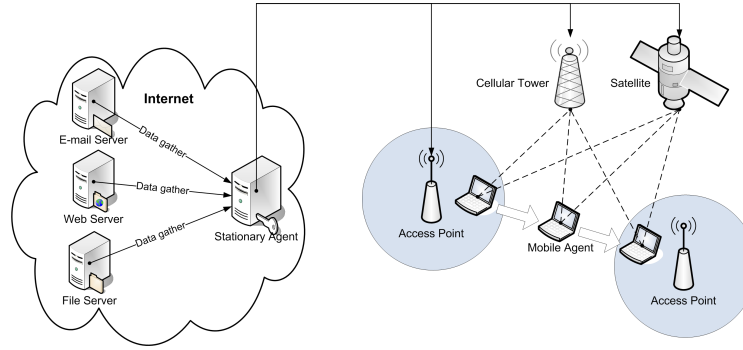 Internet
E-mail Server
Data gather
Web Server
Data gather
File Server
Data gather
Stationary Agent
Cellular Tower
Satellite
Access Point
Mobile Agent
Access Point